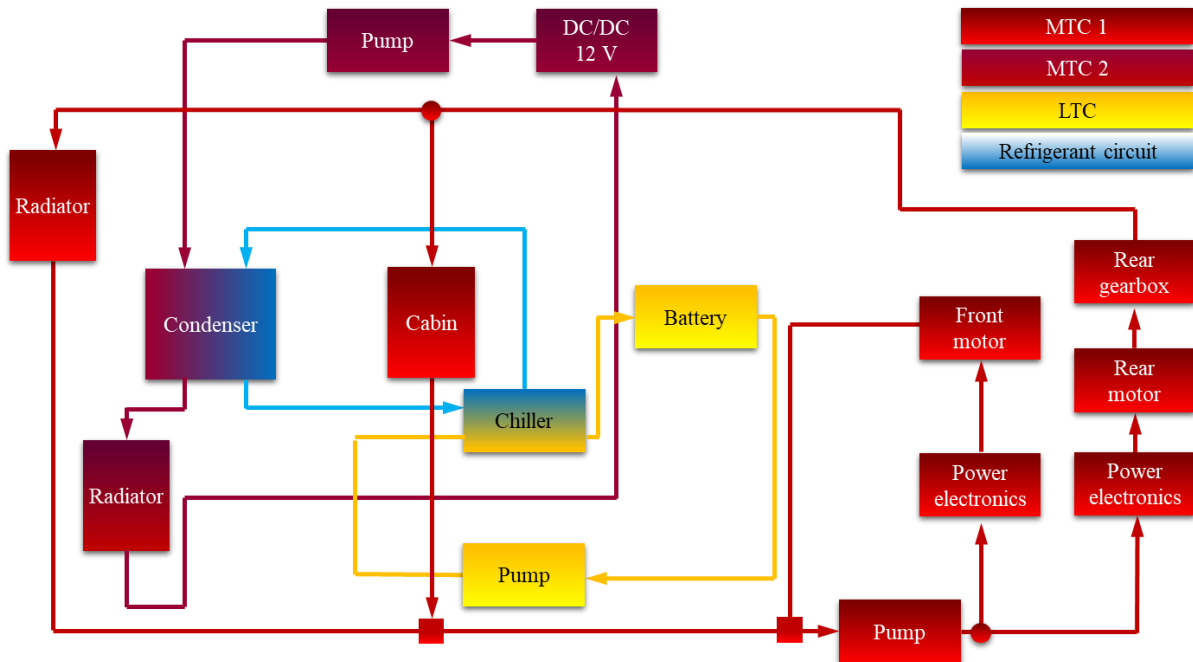 Pump
DC/DC
12 V
MTC 1
MTC 2
LTC
Refrigerant circuit
Radiator
Condenser
Cabin
Battery
Front
motor
Rear
gearbox
Rear
motor
Chiller
Radiator
Power
electronics
Power
electronics
Pump
Pump